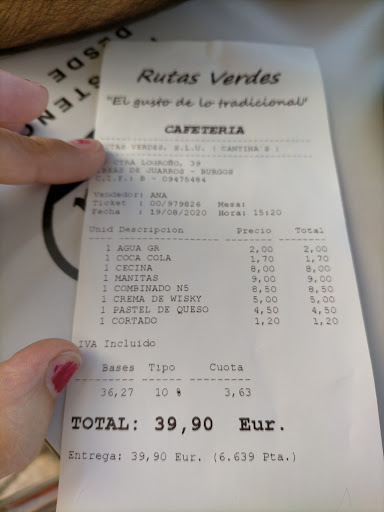 DESDE
Rutas Verdes
"El gusto de lo tradicional"
CAFETERIA
VERDES, S.L.U. ( CANTINA 2 )
CTRA LOGROÑO, 39
IBEAS DE JUARROS - BURGOS
C.I.F.: B - 09475484
Vendedor: ANA
Ticket : 00/979826 Mesa:
Fecha : 19/08/2020 Hora: 15:20
Unid Descripcion Precio Total
1 AGUA GR 2,00 2,00
1 COCA COLA 1,70 1,70
1 CECINA 8,00 8,00
1 MANITAS 9,00 9,00
1 COMBINADO N5 8,50 8,50
1 CREMA DE WISKY 5,00 5,00
1 PASTEL DE QUESO 4,50 4,50
1 CORTADO 1,20 1,20
IVA Incluido
Bases Tipo Cuota
36,27 10 % 3,63
TOTAL: 39,90 Eur.
Entrega: 39,90 Eur. (6.639 Pta.)